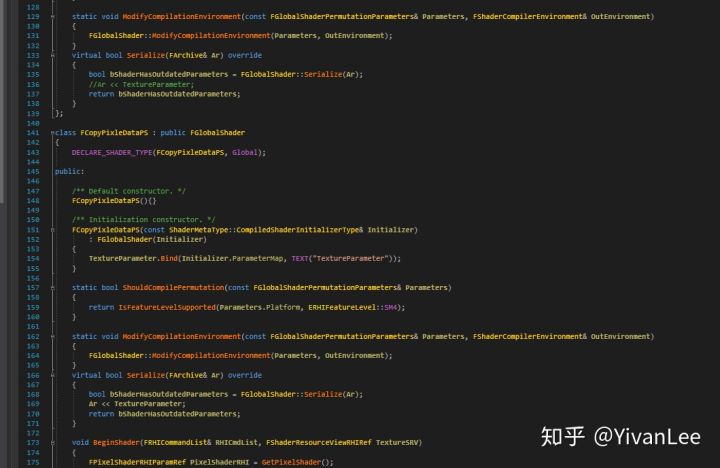 128
129 static void ModifyCompilationEnvironment(const FGlobalShaderPermutationParameters& Parameters, FShaderCompilerEnvironment& OutEnvironment)
130 {
131 FGlobalShader::ModifyCompilationEnvironment(Parameters, OutEnvironment);
132 }
133 virtual bool Serialize(FArchive& Ar) override
134 {
135 bool bShaderHasOutdatedParameters = FGlobalShader::Serialize(Ar);
136 //Ar << TextureParameter;
137 return bShaderHasOutdatedParameters;
138 }
139 };
140
141 class FCopyPixleDataPS : public FGlobalShader
142 {
143 DECLARE_SHADER_TYPE(FCopyPixleDataPS, Global);
144
145 public:
146
147 /** Default constructor. */
148 FCopyPixleDataPS(){}
149
150 /** Initialization constructor. */
151 FCopyPixleDataPS(const ShaderMetaType::CompiledShaderInitializerType& Initializer)
152 : FGlobalShader(Initializer)
153 {
154 TextureParameter.Bind(Initializer.ParameterMap, TEXT("TextureParameter"));
155 }
156
157 static bool ShouldCompilePermutation(const FGlobalShaderPermutationParameters& Parameters)
158 {
159 return IsFeatureLevelSupported(Parameters.Platform, ERHIFeatureLevel::SM4);
160 }
161
162 static void ModifyCompilationEnvironment(const FGlobalShaderPermutationParameters& Parameters, FShaderCompilerEnvironment& OutEnvironment)
163 {
164 FGlobalShader::ModifyCompilationEnvironment(Parameters, OutEnvironment);
165 }
166 virtual bool Serialize(FArchive& Ar) override
167 {
168 bool bShaderHasOutdatedParameters = FGlobalShader::Serialize(Ar);
169 Ar << TextureParameter;
170 return bShaderHasOutdatedParameters;
171 }
172
173 void BeginShader(FRHICommandList& RHICmdList, FShaderResourceViewRHIRef TextureSRV)
174 {
175 FPixelShaderRHIParamRef PixelShaderRHI = GetPixelShader();
知乎 @YivanLee